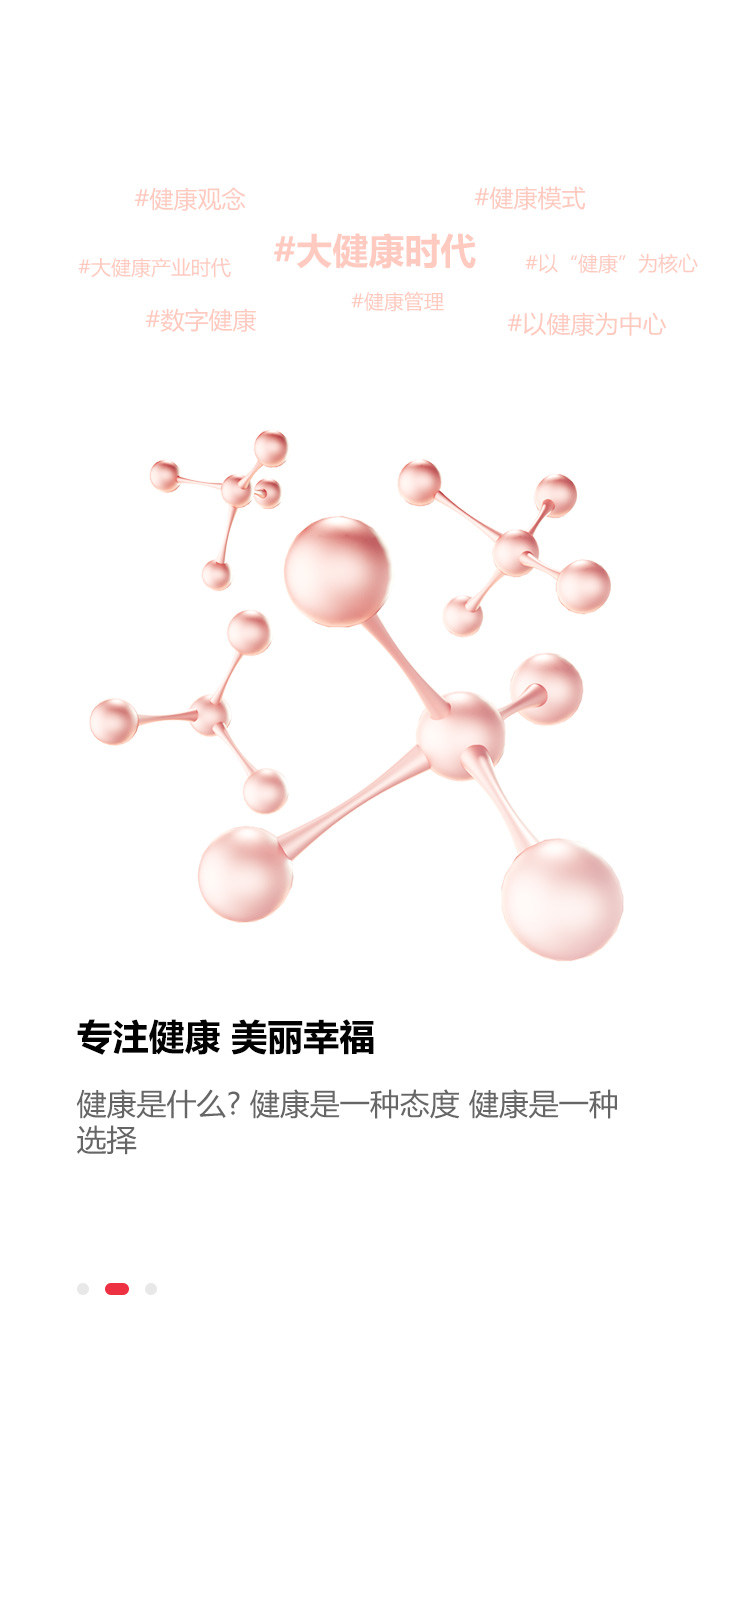 #健康观念
#健康模式
#大健康时代
#大健康产业时代
#以“健康”为核心
#健康管理
#数字健康
#以健康为中心
专注健康 美丽幸福
健康是什么? 健康是一种态度 健康是一种
选择